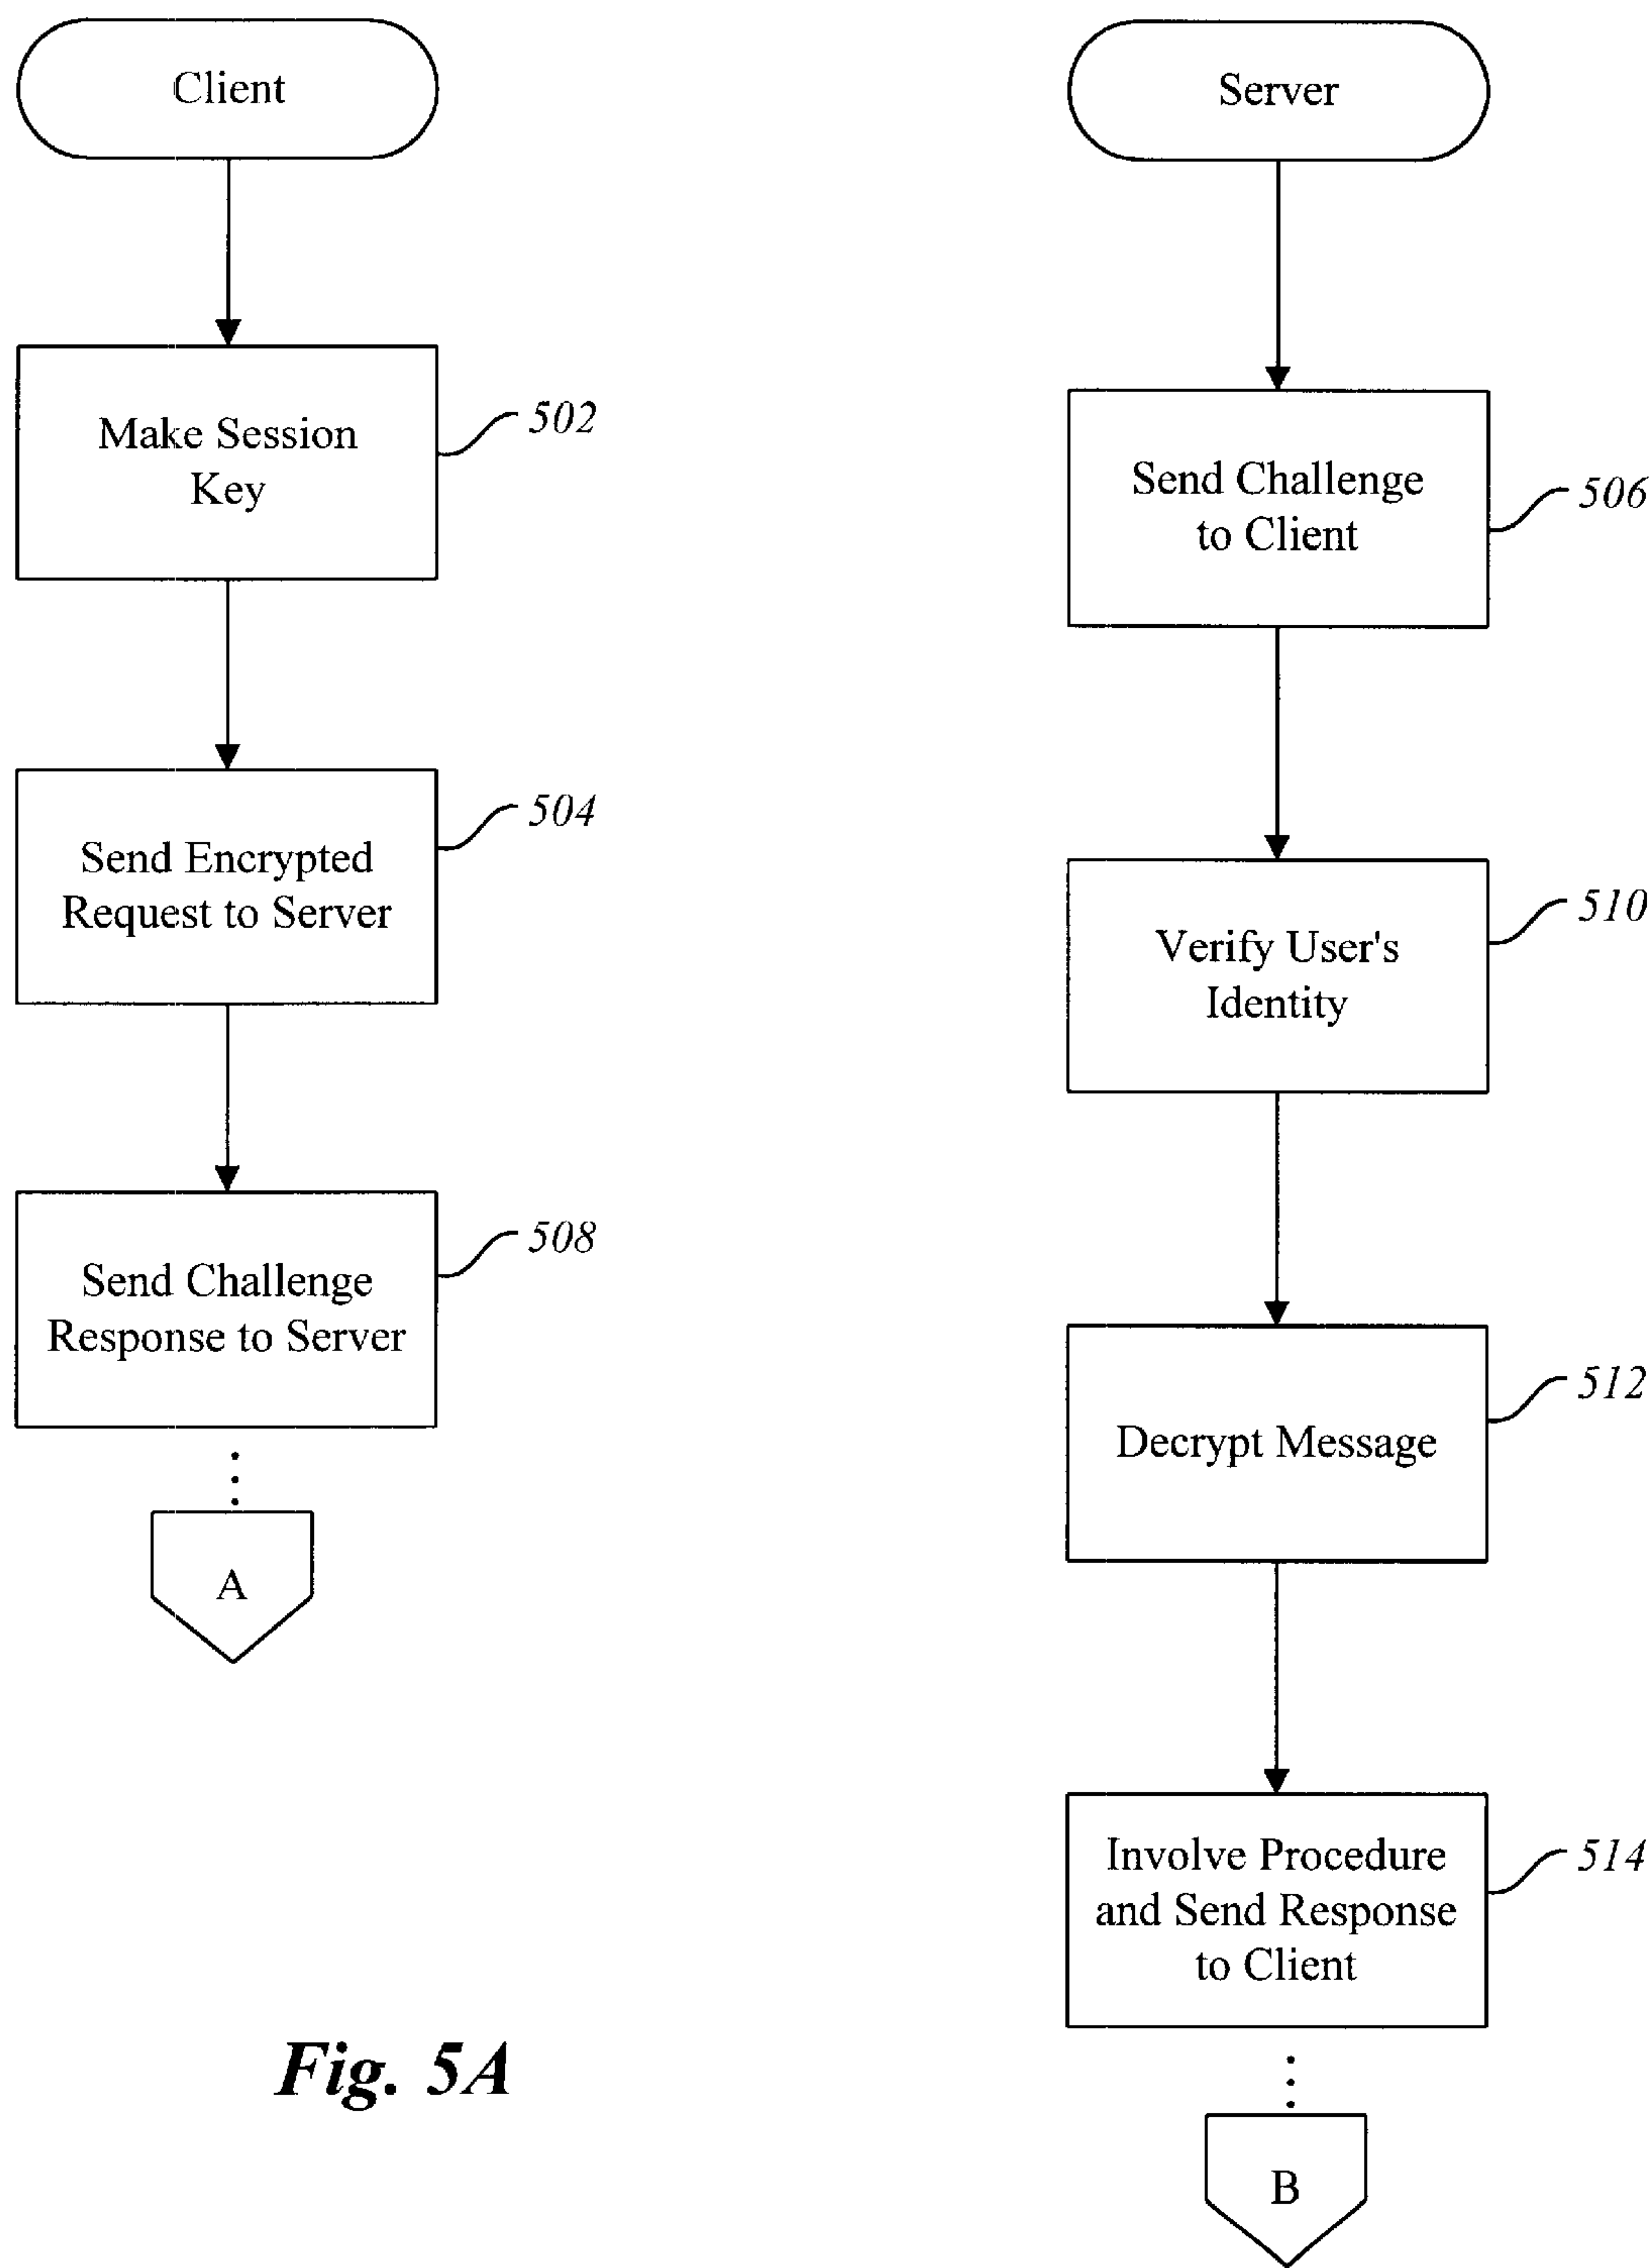 Client
Make Session
Key
502
Send Encrypted
Request to Server
504
Send Challenge
Response to Server
508
A
Server
Send Challenge
to Client
506
Verify User's
Identity
510
Decrypt Message
512
Involve Procedure
and Send Response
to Client
514
B
Fig. 5A